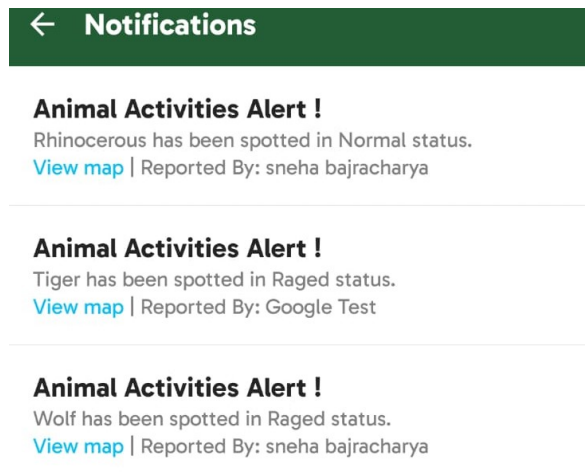 Notifications
Animal Activities Alert !
Rhinocerous has been spotted in Normal status.
View map | Reported By: sneha bajracharya
Animal Activities Alert !
Tiger has been spotted in Raged status.
View map | Reported By: Google Test
Animal Activities Alert !
Wolf has been spotted in Raged status.
View map | Reported By: sneha bajracharya